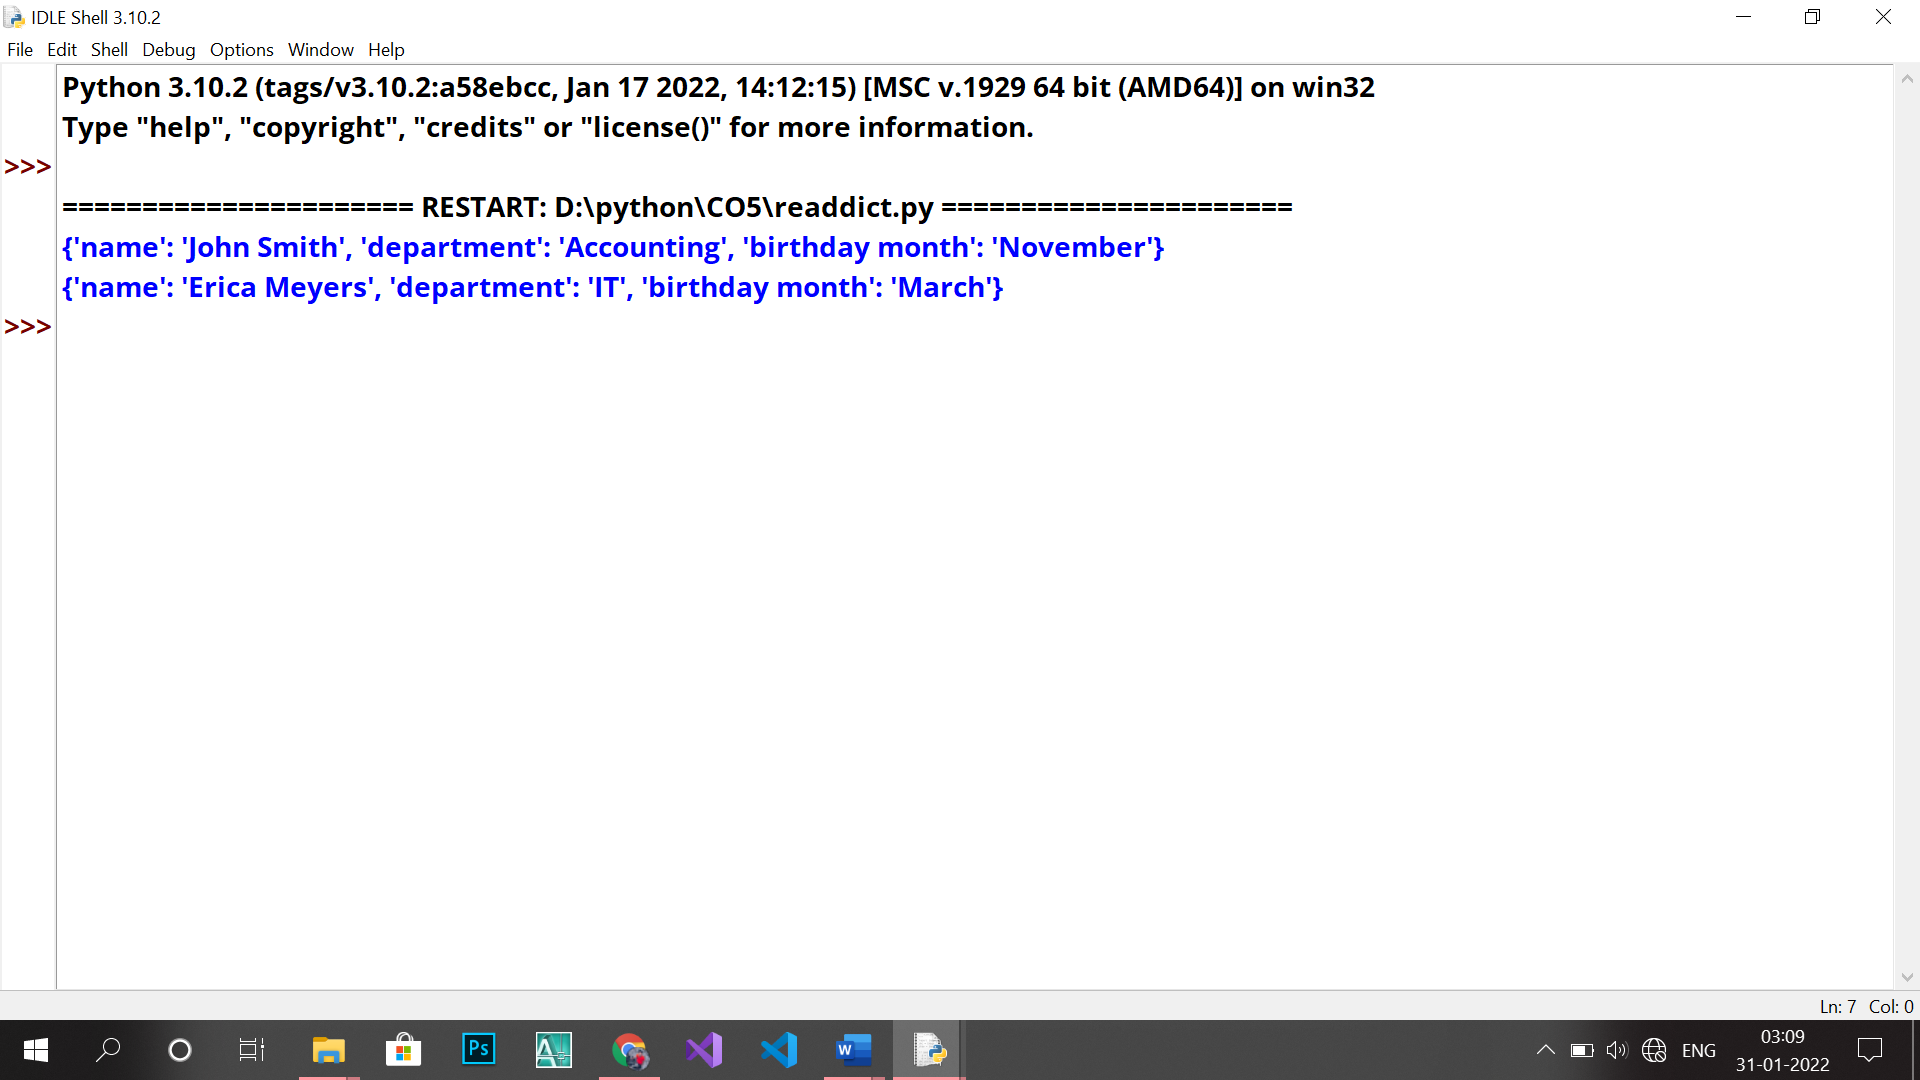 IDLE Shell 3.10.2
File Edit Shell Debug Options Window Help
Python 3.10.2 (tags/v3.10.2:a58ebcc, Jan 17 2022, 14:12:15) [MSC v.1929 64 bit (AMD64)] on win32
Type "help", "copyright", "credits" or "license()" for more information.
>>>
====================== RESTART: D:\python\CO5\readdict.py ======================
{'name': 'John Smith', 'department': 'Accounting', 'birthday month': 'November'}
{'name': 'Erica Meyers', 'department': 'IT', 'birthday month': 'March'}
>>>
Ln: 7 Col: 0
Ps
W
ENG
03:09
31-01-2022